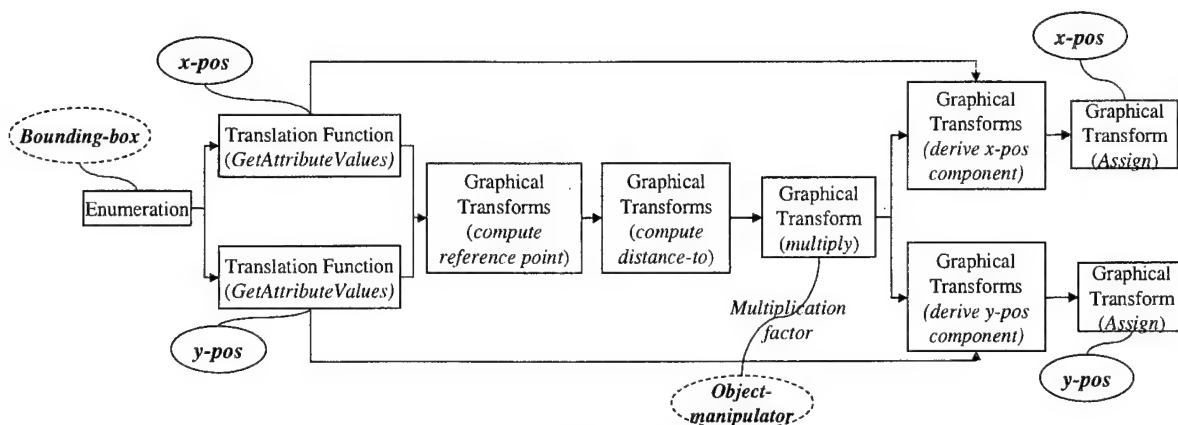 x-pos
Bounding-box
Enumeration
Translation Function
(GetAttributeValues)
Translation Function
(GetAttributeValues)
y-pos
Graphical
Transforms
(compute
reference point)
Graphical
Transforms
(compute
distance-to)
Graphical
Transform
(multiply)
Multiplication
factor
Object-
manipulator
Graphical
Transforms
(derive x-pos
component)
x-pos
Graphical
Transform
(Assign)
Graphical
Transforms
(derive y-pos
component)
Graphical
Transform
(Assign)
y-pos